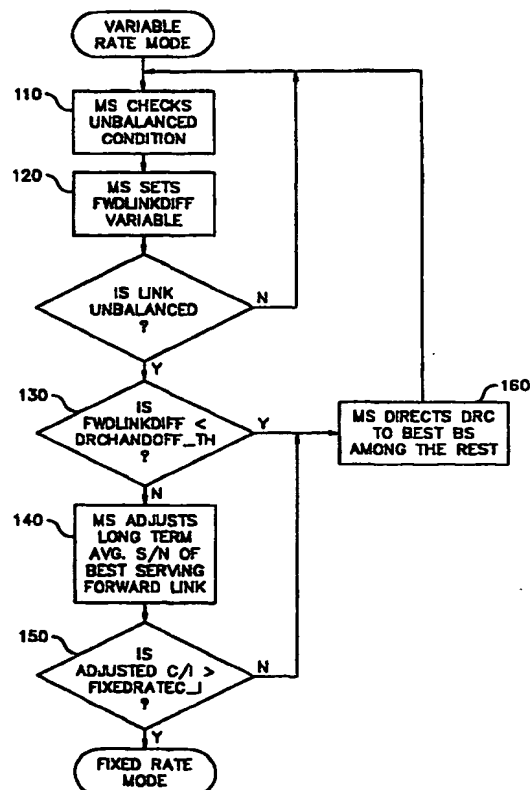 VARIABLE
RATE MODE
110
MS CHECKS
UNBALANCED
CONDITION
120
MS SETS
FWDLINKDIFF
VARIABLE
IS LINK
UNBALANCED
?
N
Y
130
IS
FWDLINKDIFF <
DRCHANDOFF_TH
?
Y
160
MS DIRECTS DRC
TO BEST BS
AMONG THE REST
N
140
MS ADJUSTS
LONG TERM
AVG. S/N OF
BEST SERVING
FORWARD LINK
150
IS
ADJUSTED C/I >
FIXEDRATEC_I
?
N
Y
FIXED RATE
MODE